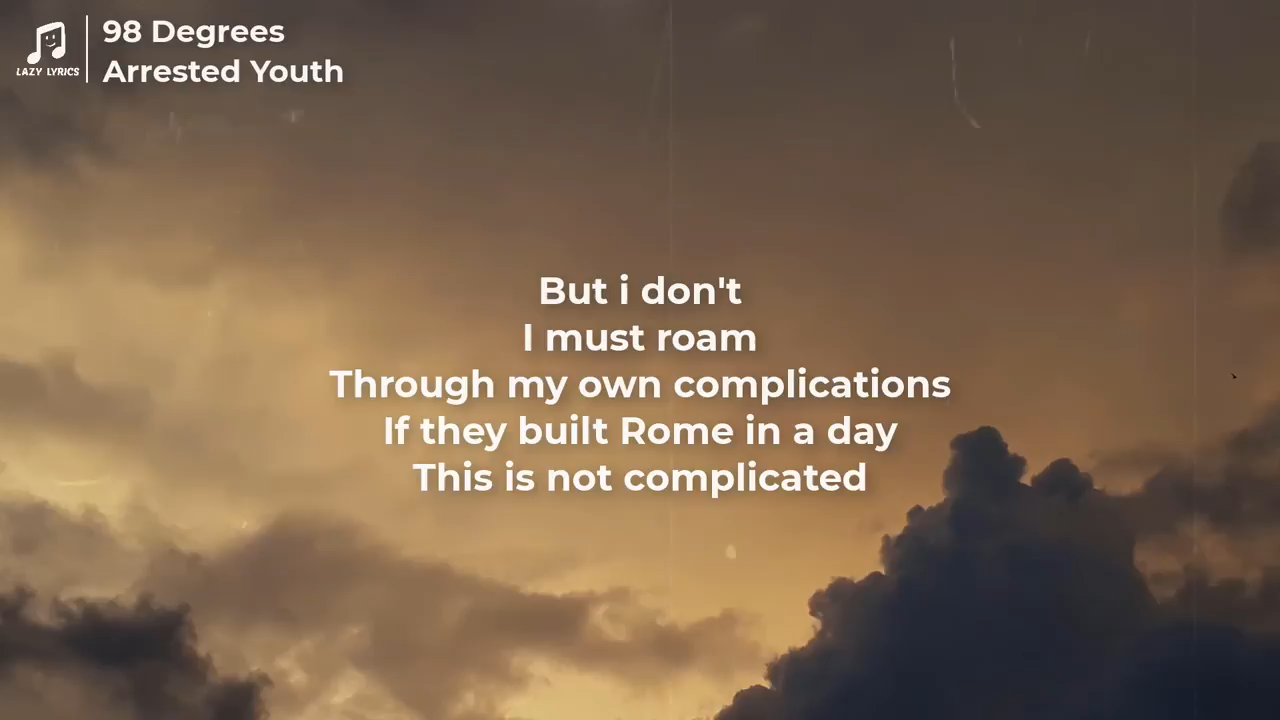 98 Degrees
Arrested Youth
LAZY LYRICS
But i don't
I must roam
Through my own complications
If they built Rome in a day
This is not complicated